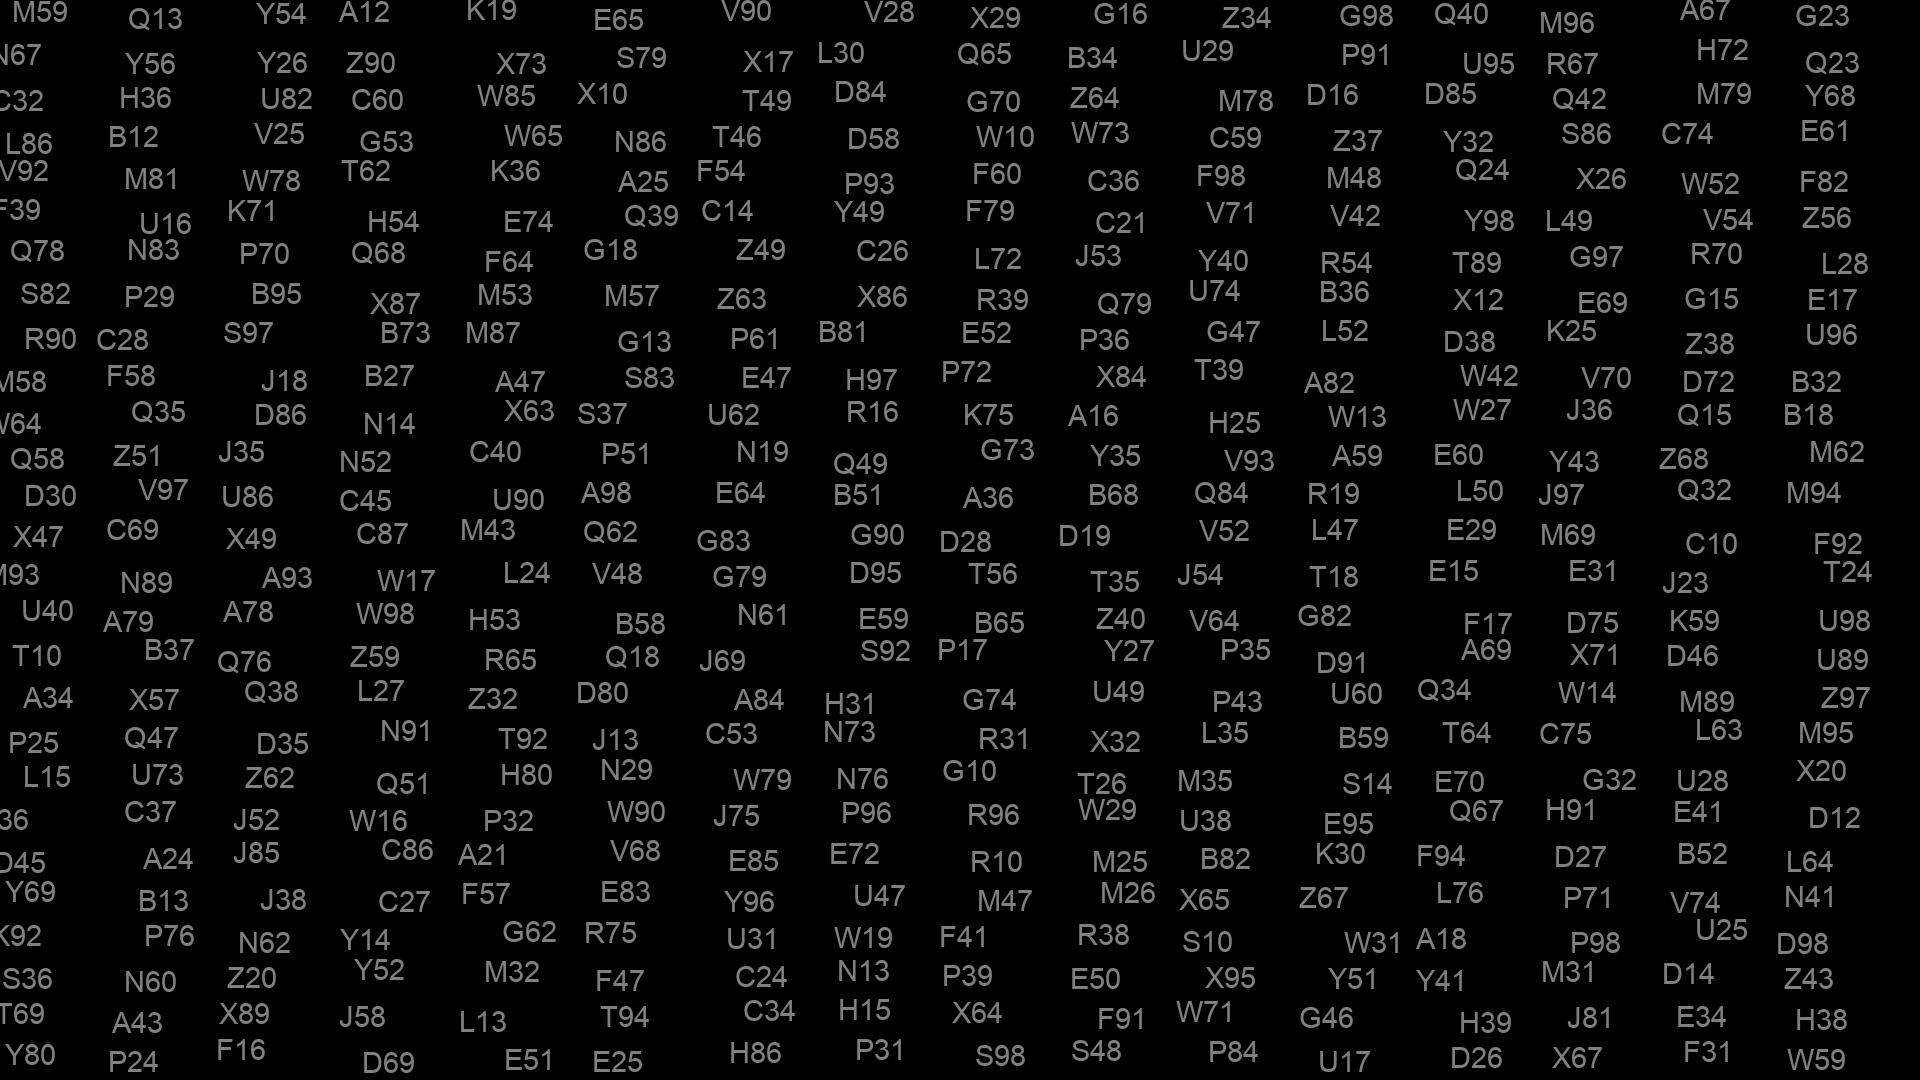 M59 Q13 Y54 A12 K19 E65 V90 V28 X29 G16 Z34 G98 Q40 M96 A67 G23
N67 Y56 Y26 Z90 X73 S79 X17 L30 Q65 B34 U29 P91 U95 R67 H72 Q23
C32 H36 U82 C60 W85 X10 T49 D84 G70 Z64 M78 D16 D85 Q42 M79 Y68
L86 B12 V25 G53 W65 N86 T46 D58 W10 W73 C59 Z37 Y32 S86 C74 E61
V92 M81 W78 T62 K36 A25 F54 P93 F60 C36 F98 M48 Q24 X26 W52 F82
F39 U16 K71 H54 E74 Q39 C14 Y49 F79 C21 V71 V42 Y98 L49 V54 Z56
Q78 N83 P70 Q68 F64 G18 Z49 C26 L72 J53 Y40 R54 T89 G97 R70 L28
S82 P29 B95 X87 M53 M57 Z63 X86 R39 Q79 U74 B36 X12 E69 G15 E17
R90 C28 S97 B73 M87 G13 P61 B81 E52 P36 G47 L52 D38 K25 Z38 U96
M58 F58 J18 B27 A47 S83 E47 H97 P72 X84 T39 A82 W42 V70 D72 B32
W64 Q35 D86 N14 X63 S37 U62 R16 K75 A16 H25 W13 W27 J36 Q15 B18
Q58 Z51 J35 N52 C40 P51 N19 Q49 G73 Y35 V93 A59 E60 Y43 Z68 M62
D30 V97 U86 C45 U90 A98 E64 B51 A36 B68 Q84 R19 L50 J97 Q32 M94
X47 C69 X49 C87 M43 Q62 G83 G90 D28 D19 V52 L47 E29 M69 C10 F92
M93 N89 A93 W17 L24 V48 G79 D95 T56 T35 J54 T18 E15 E31 J23 T24
U40 A79 A78 W98 H53 B58 N61 E59 B65 Z40 V64 G82 F17 D75 K59 U98
T10 B37 Q76 Z59 R65 Q18 J69 S92 P17 Y27 P35 D91 A69 X71 D46 U89
A34 X57 Q38 L27 Z32 D80 A84 H31 G74 U49 P43 U60 Q34 W14 M89 Z97
P25 Q47 D35 N91 T92 J13 C53 N73 R31 X32 L35 B59 T64 C75 L63 M95
L15 U73 Z62 Q51 H80 N29 W79 N76 G10 T26 M35 S14 E70 G32 U28 X20
36 C37 J52 W16 P32 W90 J75 P96 R96 W29 U38 E95 Q67 H91 E41 D12
D45 A24 J85 C86 A21 V68 E85 E72 R10 M25 B82 K30 F94 D27 B52 L64
Y69 B13 J38 C27 F57 E83 Y96 U47 M47 M26 X65 Z67 L76 P71 V74 N41
K92 P76 N62 Y14 G62 R75 U31 W19 F41 R38 S10 W31 A18 P98 U25 D98
S36 N60 Z20 Y52 M32 F47 C24 N13 P39 E50 X95 Y51 Y41 M31 D14 Z43
T69 A43 X89 J58 L13 T94 C34 H15 X64 F91 W71 G46 H39 J81 E34 H38
Y80 P24 F16 D69 E51 E25 H86 P31 S98 S48 P84 U17 D26 X67 F31 W59